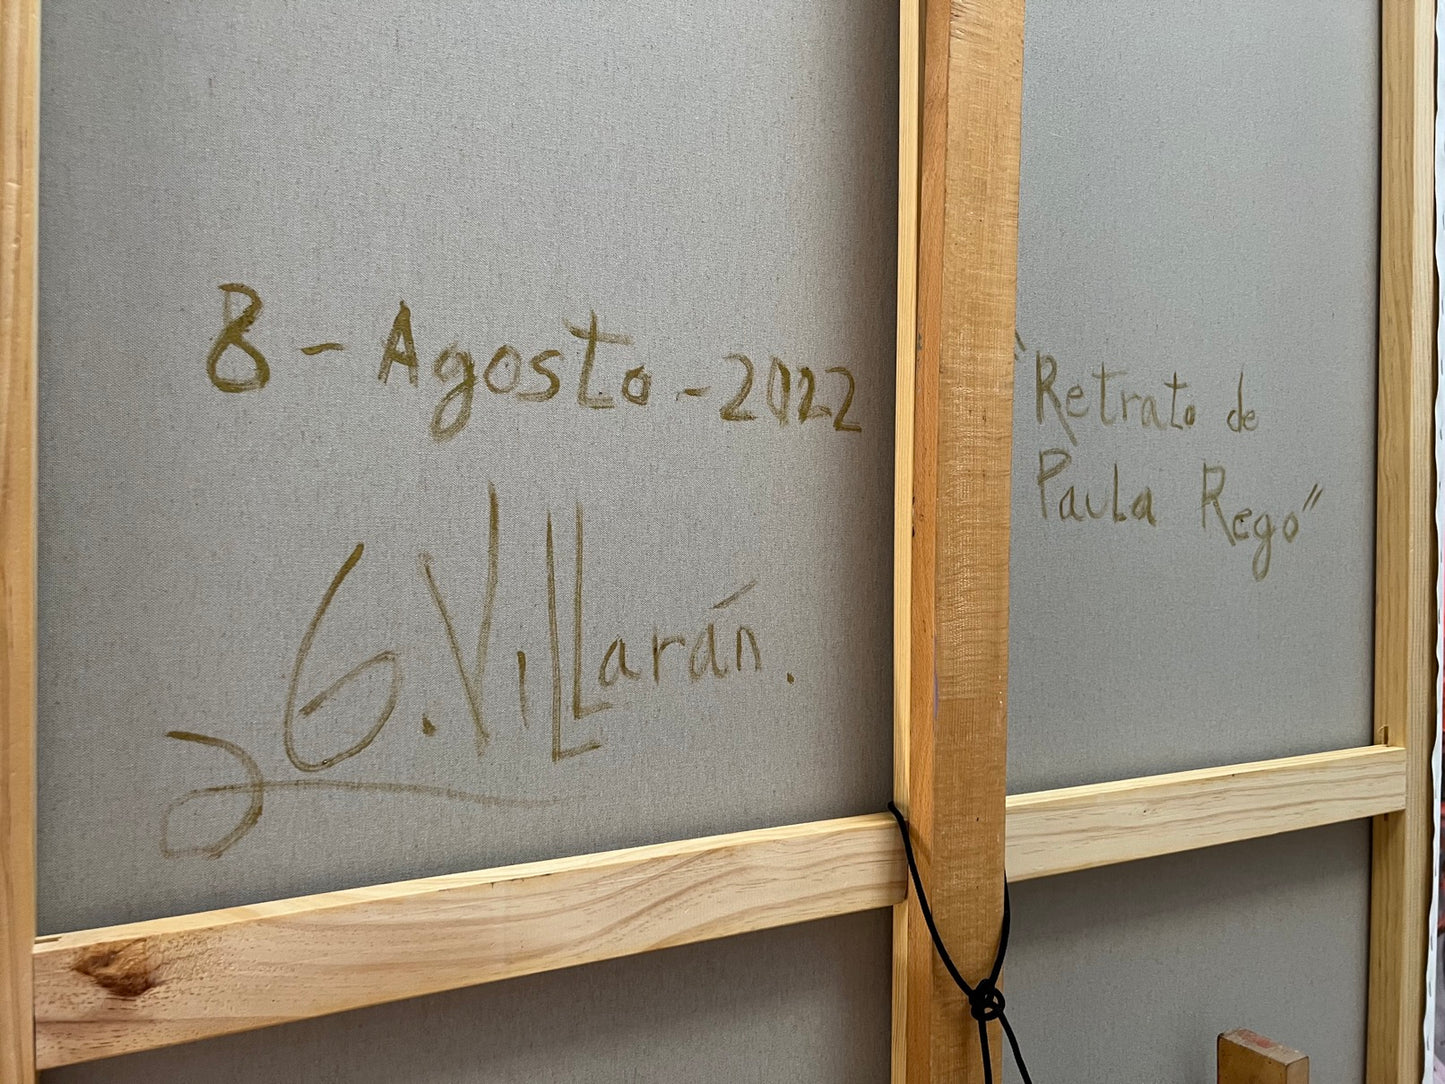 8 - Agosto - 2022
G. Villarán.
"Retrato de
Paula Rego"